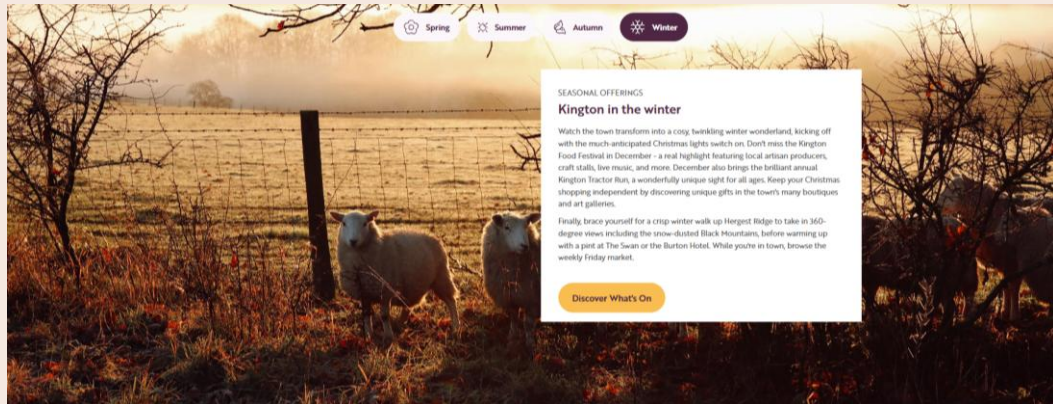 Spring
Summer
Autumn
Winter
SEASONAL OFFERINGS
Kington in the winter
Watch the town transform into a cosy, twinkling winter wonderland, kicking off
with the much-anticipated Christmas lights switch on. Don't miss the Kington
Food Festival in December - a real highlight featuring local artisan producers,
craft stalls, live music, and more. December also brings the brilliant annual
Kington Tractor Run, a wonderfully unique sight for all ages. Keep your Christmas
shopping independent by discovering unique gifts in the town's many boutiques
and art galleries.
Finally, brace yourself for a crisp winter walk up Hergest Ridge to take in 360-
degree views including the snow-dusted Black Mountains, before warming up
with a pint at The Swan or the Burton Hotel. While you're in town, browse the
weekly Friday market.
Discover What's On